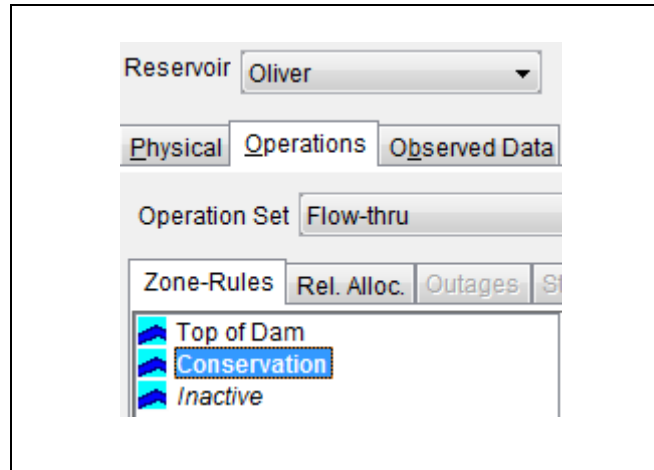 Reservoir Oliver
Physical Operations Observed Data
Operation Set Flow-thru
Zone-Rules Rel. Alloc. Outages
Top of Dam
Conservation
Inactive